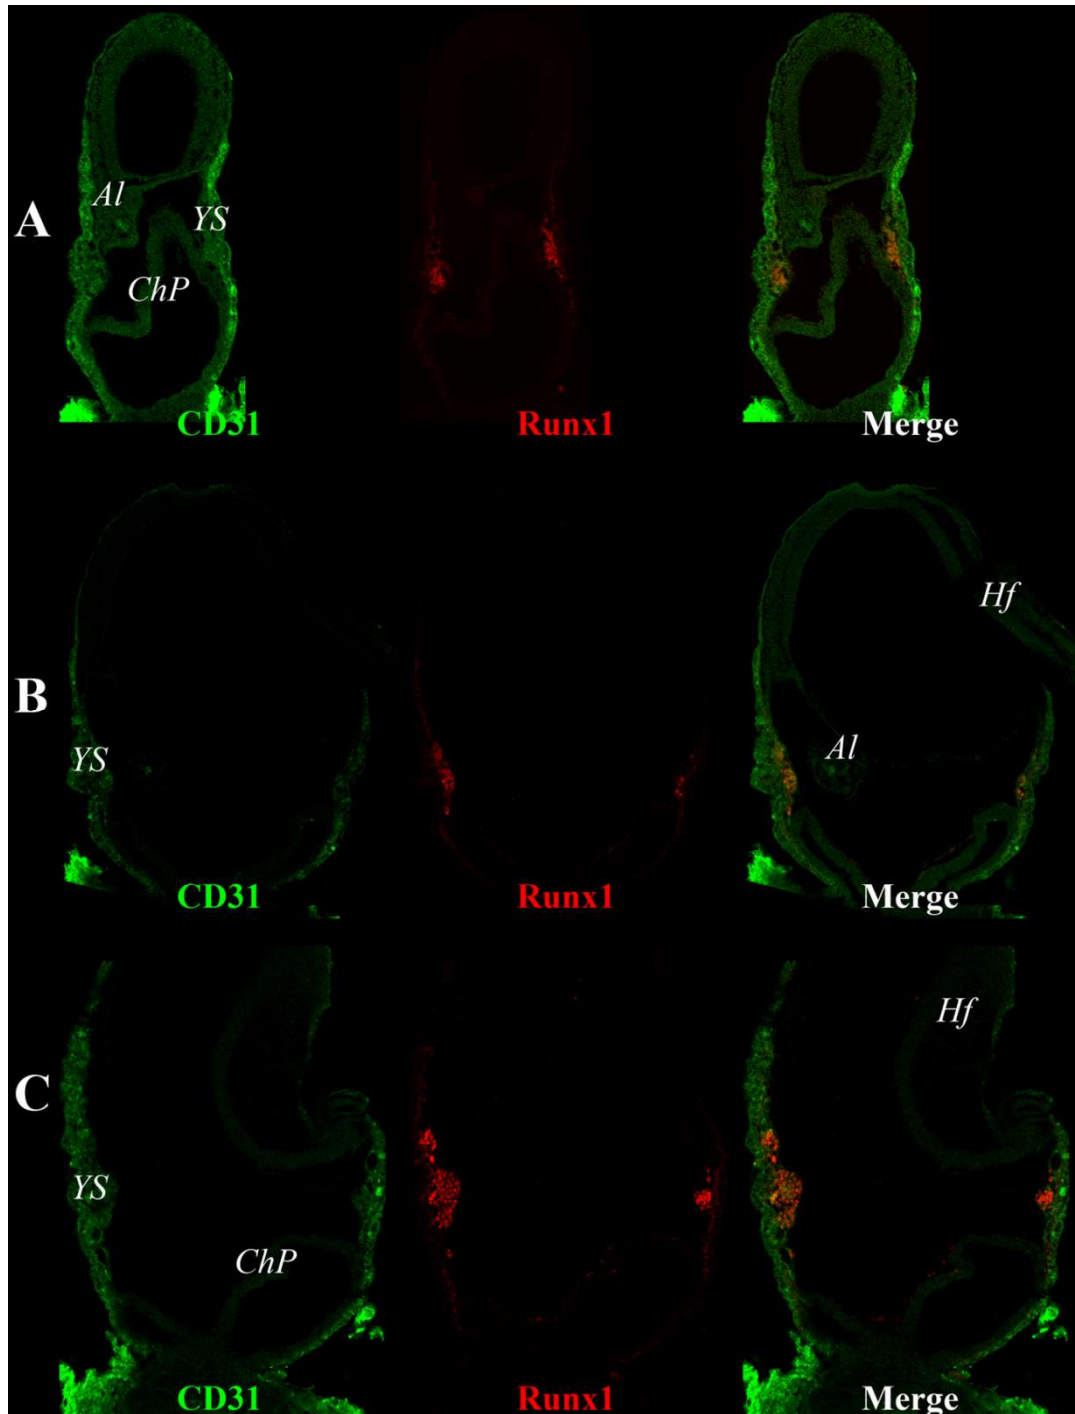 A
Al
YS
ChP
CD31
Runx1
Merge
B
YS
Hf
Al
CD31
Runx1
Merge
C
YS
ChP
Hf
CD31
Runx1
Merge